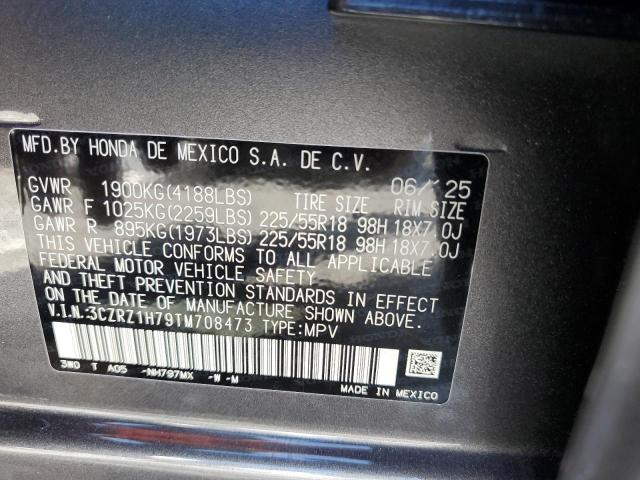 MFD.BY HONDA DE MEXICO S.A. DE C.V.
06/25
GVWR 1900KG(4188LBS) TIRE SIZE RIM SIZE
GAWR F 1025KG(2259LBS) 225/55R18 98H 18X7.0J
GAWR R 895KG(1973LBS) 225/55R18 98H 18X7.0J
THIS VEHICLE CONFORMS TO ALL APPLICABLE
FEDERAL MOTOR VEHICLE SAFETY
AND THEFT PREVENTION STANDARDS IN EFFECT
ON THE DATE OF MANUFACTURE SHOWN ABOVE.
V.I.N.:3CZRZ1H79TM708473 TYPE:MPV
3W0 T A05 -NH797MX -W -M
MADE IN MEXICO